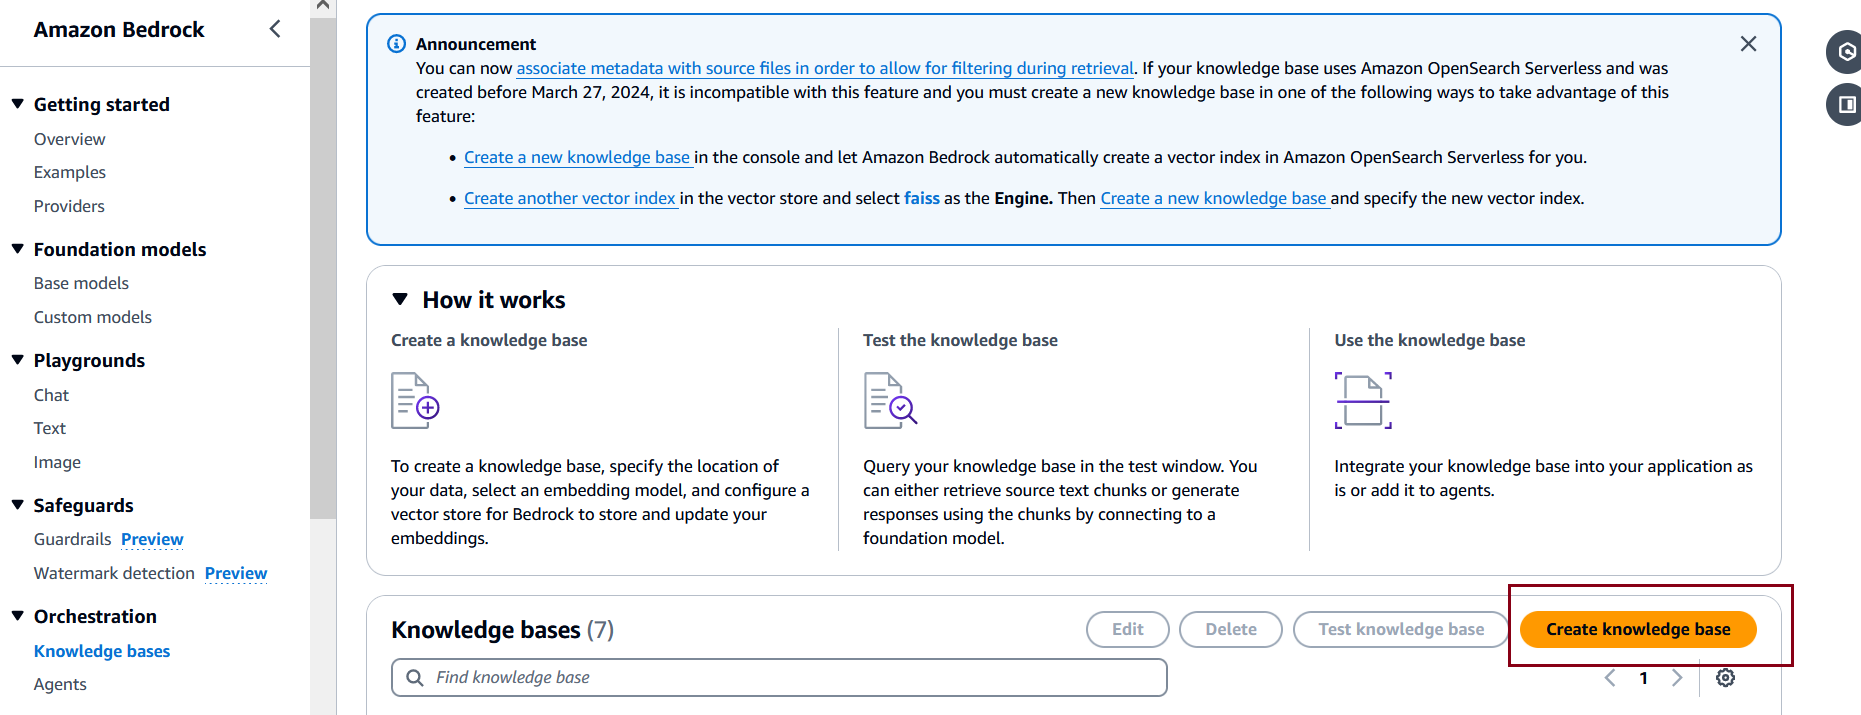 Amazon Bedrock
Getting started
Overview
Examples
Providers
Foundation models
Base models
Custom models
Playgrounds
Chat
Text
Image
Safeguards
Guardrails Preview
Watermark detection Preview
Orchestration
Knowledge bases
Agents
Announcement
You can now associate metadata with source files in order to allow for filtering during retrieval. If your knowledge base uses Amazon OpenSearch Serverless and was
created before March 27, 2024, it is incompatible with this feature and you must create a new knowledge base in one of the following ways to take advantage of this
feature:
• Create a new knowledge base in the console and let Amazon Bedrock automatically create a vector index in Amazon OpenSearch Serverless for you.
• Create another vector index in the vector store and select faiss as the Engine. Then Create a new knowledge base and specify the new vector index.
How it works
Create a knowledge base
To create a knowledge base, specify the location of
your data, select an embedding model, and configure a
vector store for Bedrock to store and update your
embeddings.
Test the knowledge base
Query your knowledge base in the test window. You
can either retrieve source text chunks or generate
responses using the chunks by connecting to a
foundation model.
Use the knowledge base
Integrate your knowledge base into your application as
is or add it to agents.
Knowledge bases (7)
Edit
Delete
Test knowledge base
Create knowledge base
Find knowledge base
1